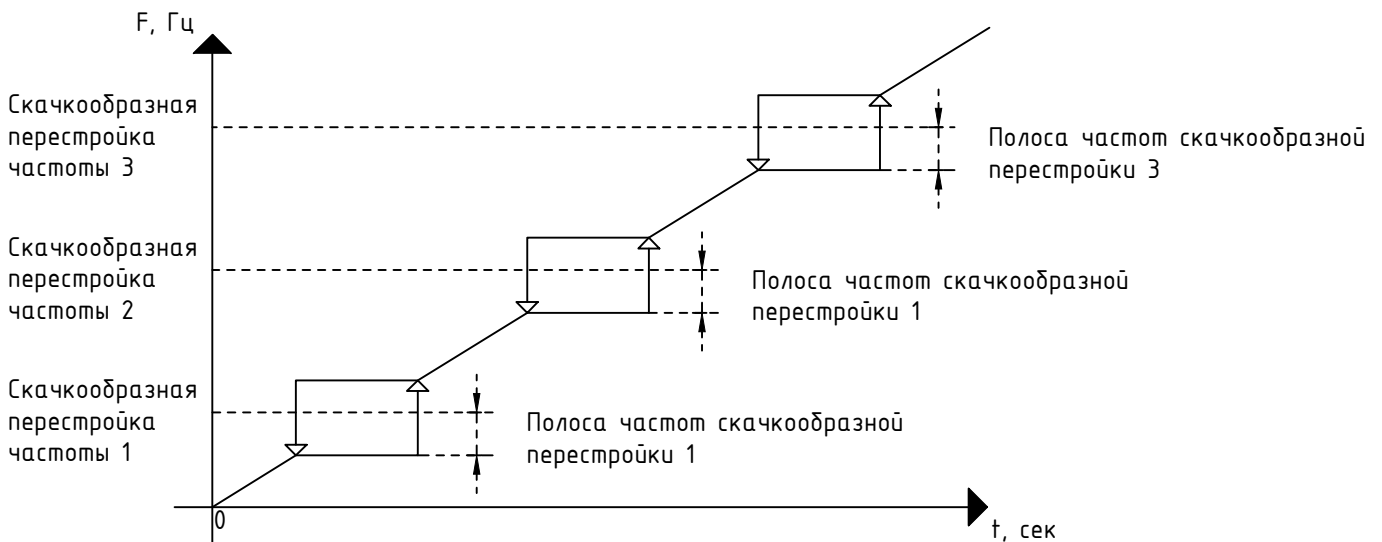 F, Гц
Скачкообразная
перестройка
частоты 3
Полоса частот скачкообразной
перестройки 3
Скачкообразная
перестройка
частоты 2
Полоса частот скачкообразной
перестройки 1
Скачкообразная
перестройка
частоты 1
Полоса частот скачкообразной
перестройки 1
0
t, сек